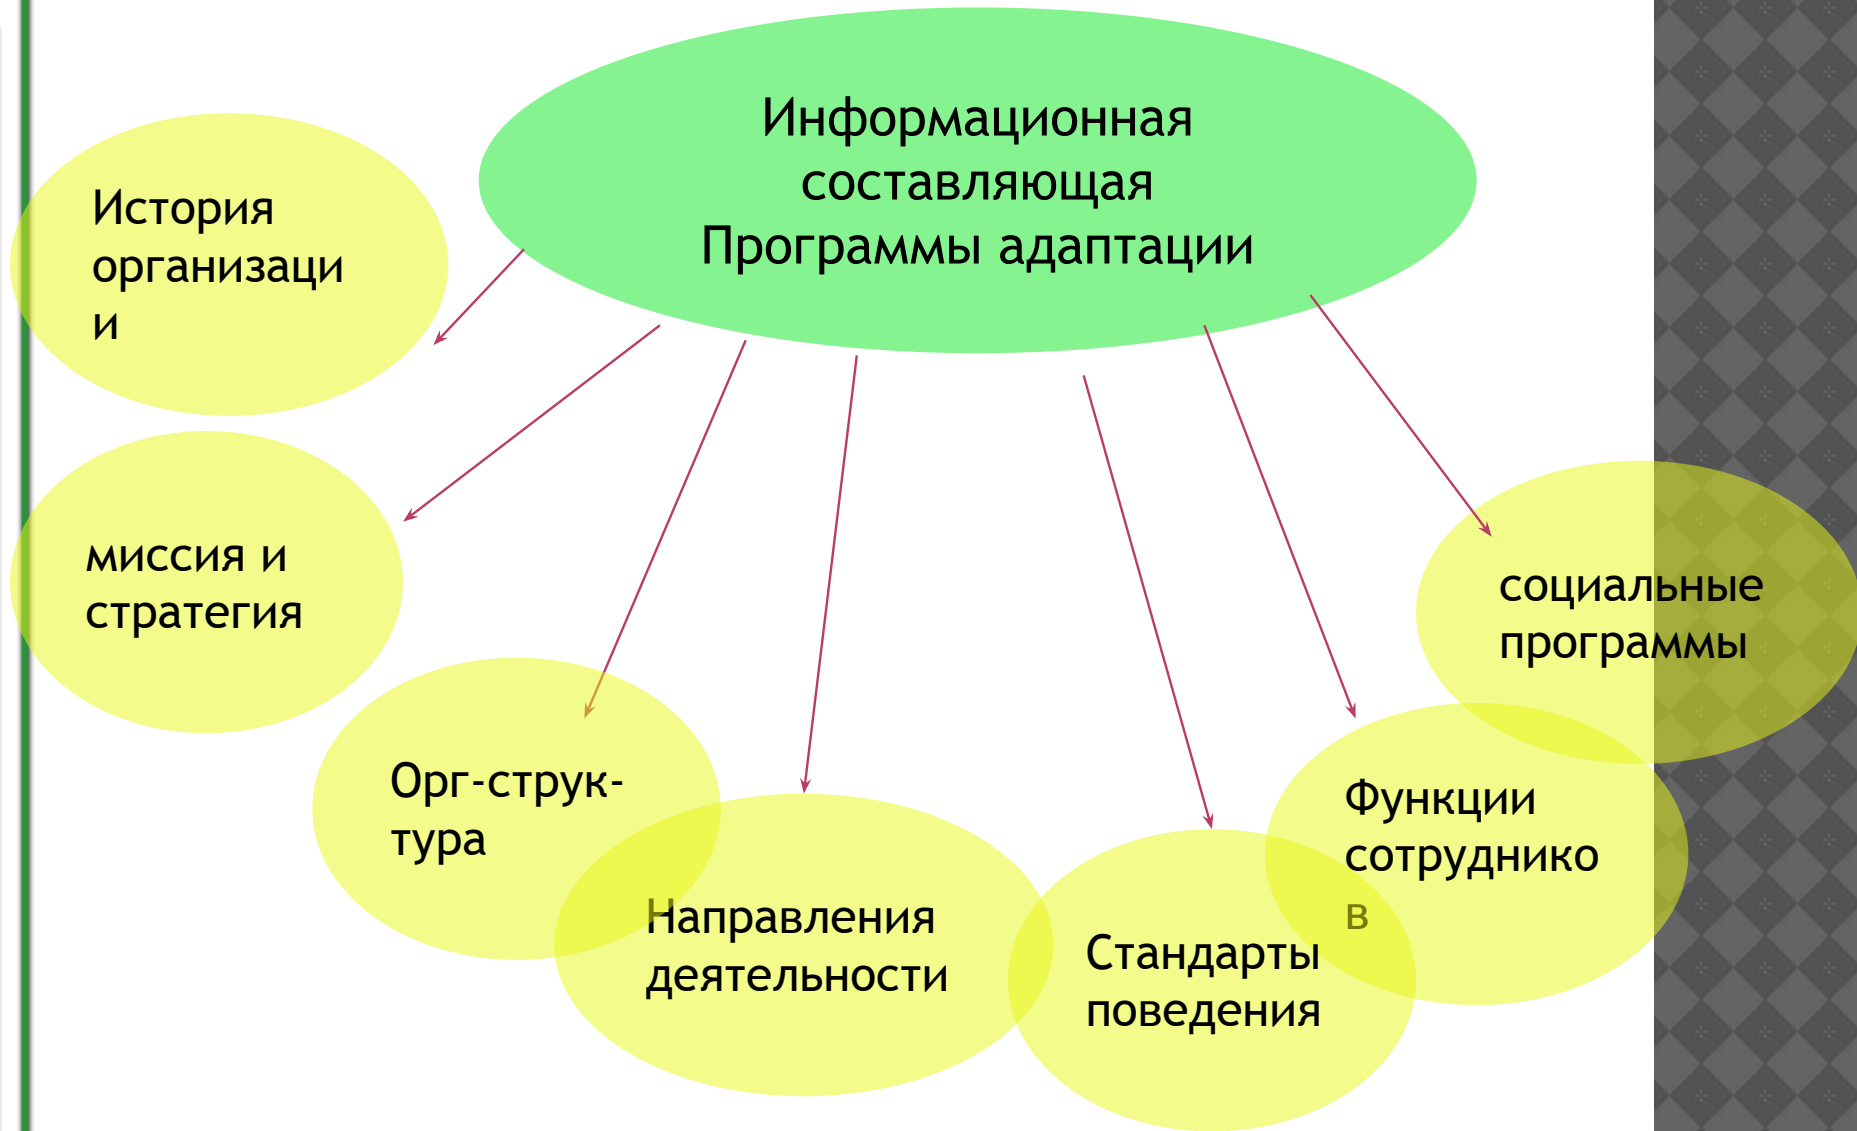 Информационная
составляющая
Программы адаптации
История
организаци
и
миссия и
стратегия
Орг-струк-
тура
Направления
деятельности
Стандарты
поведения
Функции
сотруднико
в
социальные
программы